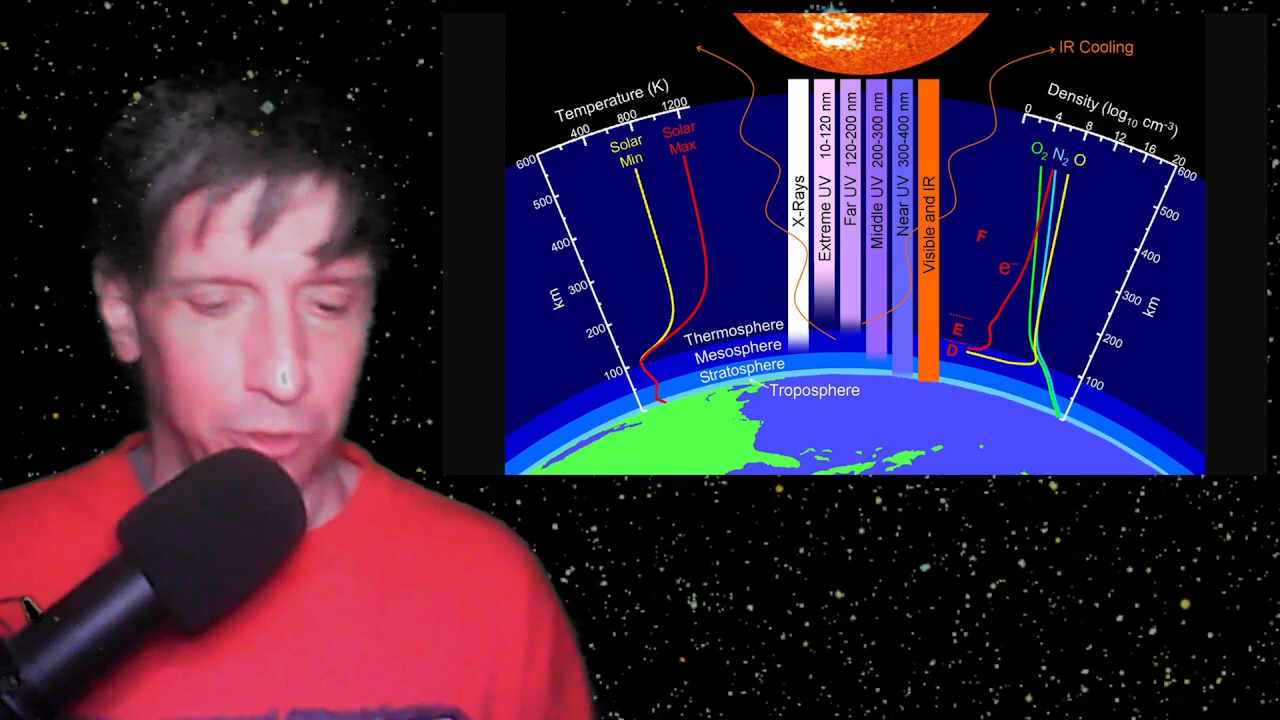 IR Cooling
Temperature (K)
400
800
1200
Solar
Min
Solar
Max
600
500
400
300
200
100
km
X-Rays
Extreme UV 10-120 nm
Far UV 120-200 nm
Middle UV 200-300 nm
Near UV 300-400 nm
Visible and IR
Thermosphere
Mesosphere
Stratosphere
Troposphere
Density (log10 cm-3)
0
4
8
12
16
20
O2
N2
O
F
e–
E
D
600
500
400
300
200
100
km